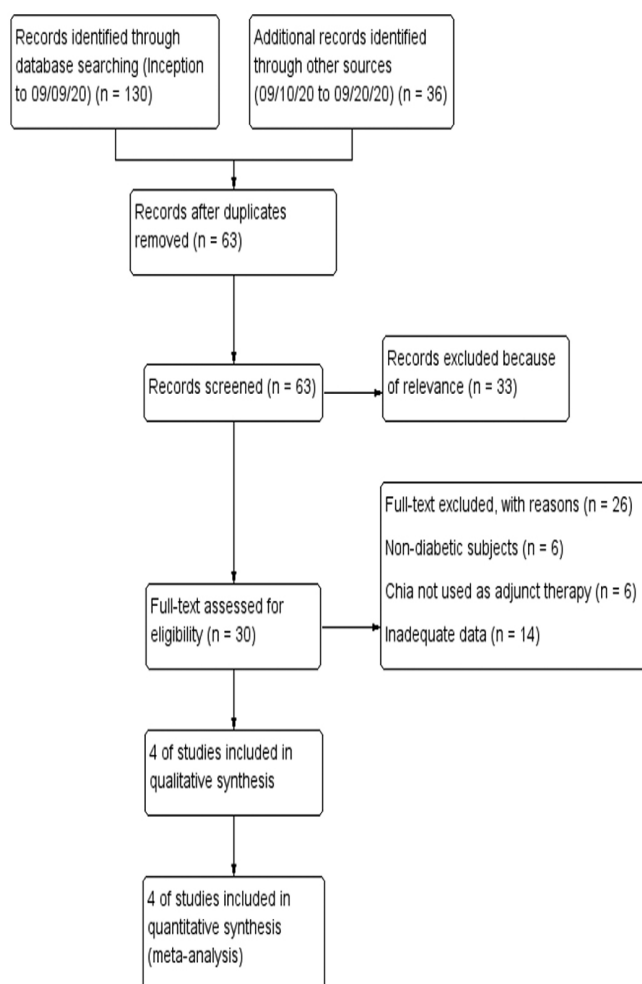 Records identified through
database searching (Inception
to 09/09/20) (n = 130)
Additional records identified
through other sources
(09/10/20 to 09/20/20) (n = 36)
Records after duplicates
removed (n = 63)
Records screened (n = 63)
Records excluded because
of relevance (n = 33)
Full-text assessed for
eligibility (n = 30)
Full-text excluded, with reasons (n = 26)
Non-diabetic subjects (n = 6)
Chia not used as adjunct therapy (n = 6)
Inadequate data (n = 14)
4 of studies included in
qualitative synthesis
4 of studies included in
quantitative synthesis
(meta-analysis)